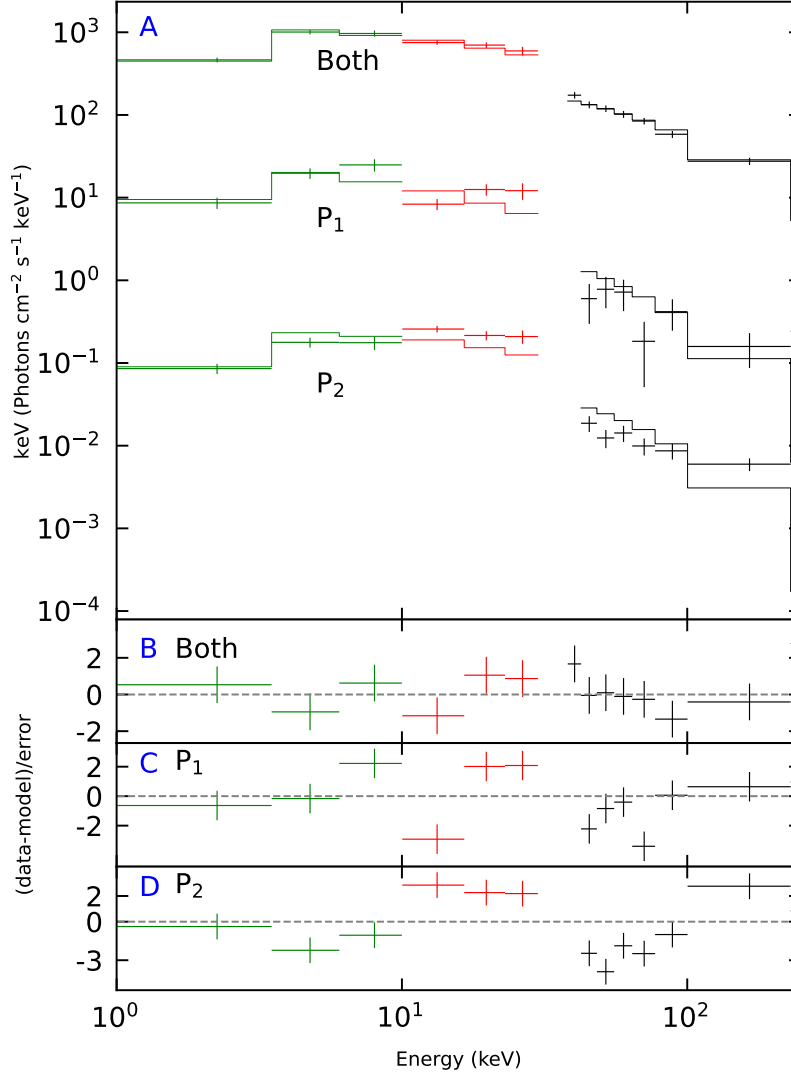 A
Both
P₁
P₂
10³
10²
10¹
10⁰
10⁻¹
10⁻²
10⁻³
10⁻⁴
keV (Photons cm⁻² s⁻¹ keV⁻¹)
B Both
2
0
-2
C P₁
2
0
-2
D P₂
2
0
-3
(data-model)/error
10⁰ 10¹ 10²
Energy (keV)